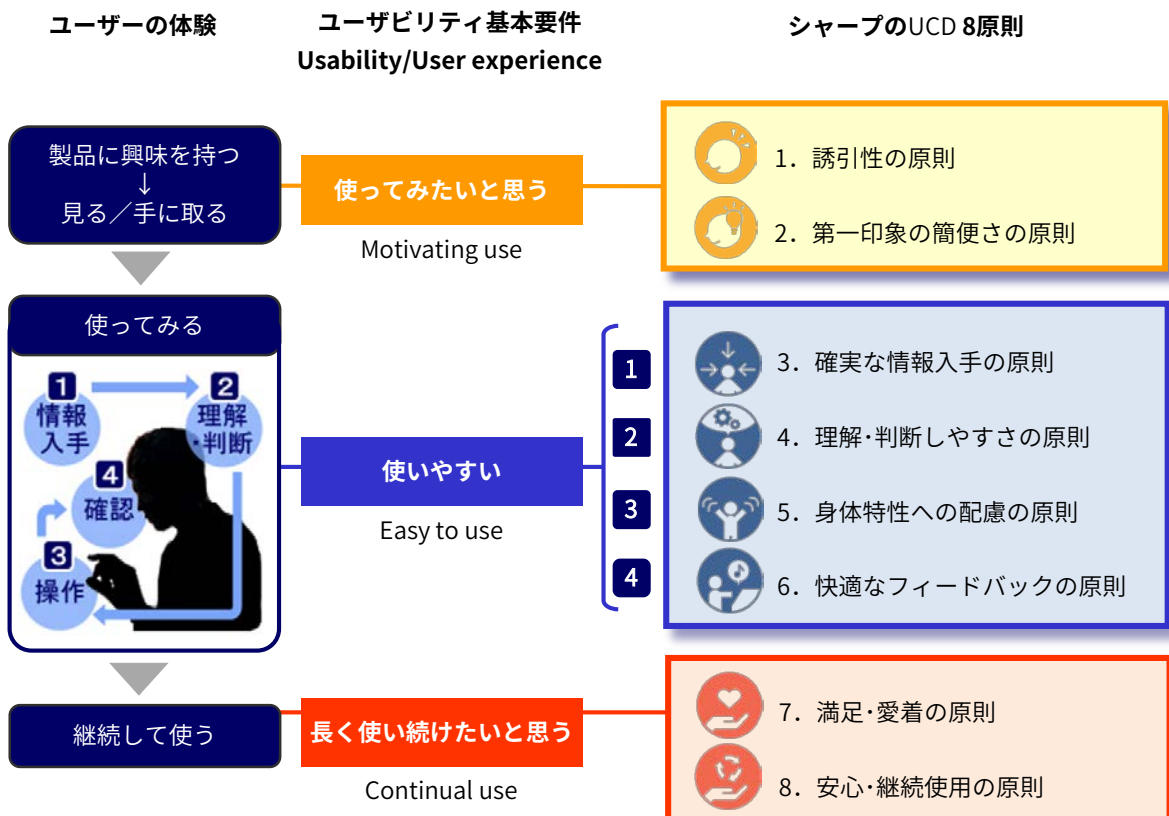 ユーザーの体験
ユーザビリティ基本要件
Usability/User experience
シャープのUCD 8原則
製品に興味を持つ
↓
見る／手に取る
使ってみたいと思う
Motivating use
1．誘引性の原則
2．第一印象の簡便さの原則
使ってみる
1
情報
入手
2
理解
・判断
4
確認
3
操作
使いやすい
Easy to use
1
3．確実な情報入手の原則
2
4．理解・判断しやすさの原則
3
5．身体特性への配慮の原則
4
6．快適なフィードバックの原則
継続して使う
長く使い続けたいと思う
Continual use
7．満足・愛着の原則
8．安心・継続使用の原則